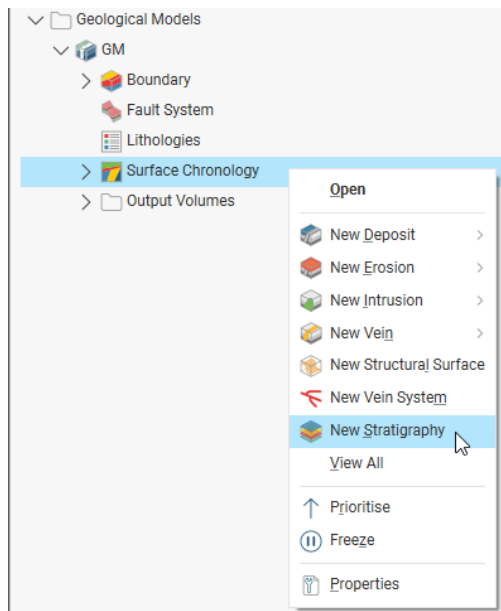 Geological Models
GM
Boundary
Fault System
Lithologies
Surface Chronology
Output Volumes
Open
New Deposit
New Erosion
New Intrusion
New Vein
New Structural Surface
New Vein System
New Stratigraphy
View All
Prioritise
Freeze
Properties